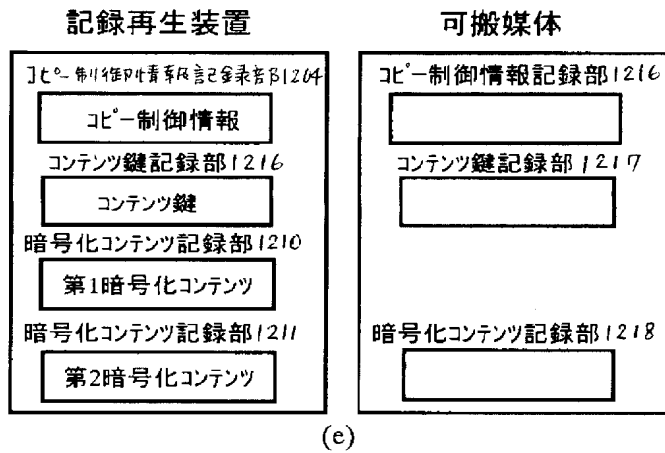 記録再生装置
コピー制御情報記録部1204
コピー制御情報
コンテンツ鍵記録部1216
コンテンツ鍵
暗号化コンテンツ記録部1210
第1暗号化コンテンツ
暗号化コンテンツ記録部1211
第2暗号化コンテンツ
可搬媒体
コピー制御情報記録部1216
コンテンツ鍵記録部1217
暗号化コンテンツ記録部1218
(e)